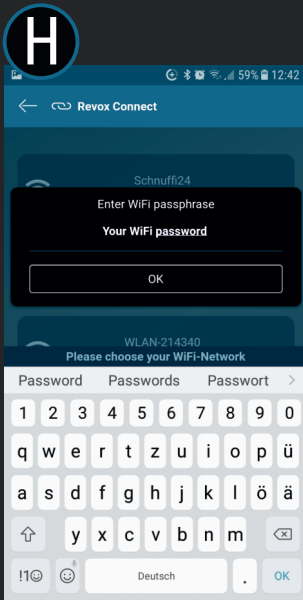 H
59% 12:42
Revox Connect
Schnuffi24
Enter WiFi passphrase
Your WiFi password
OK
WLAN-214340
Please choose your WiFi-Network
Password Passwords Passwort
1 2 3 4 5 6 7 8 9 0
q w e r t z u i o p ü
a s d f g h j k l ö ä
y x c v b n m
!1☺ Deutsch . OK